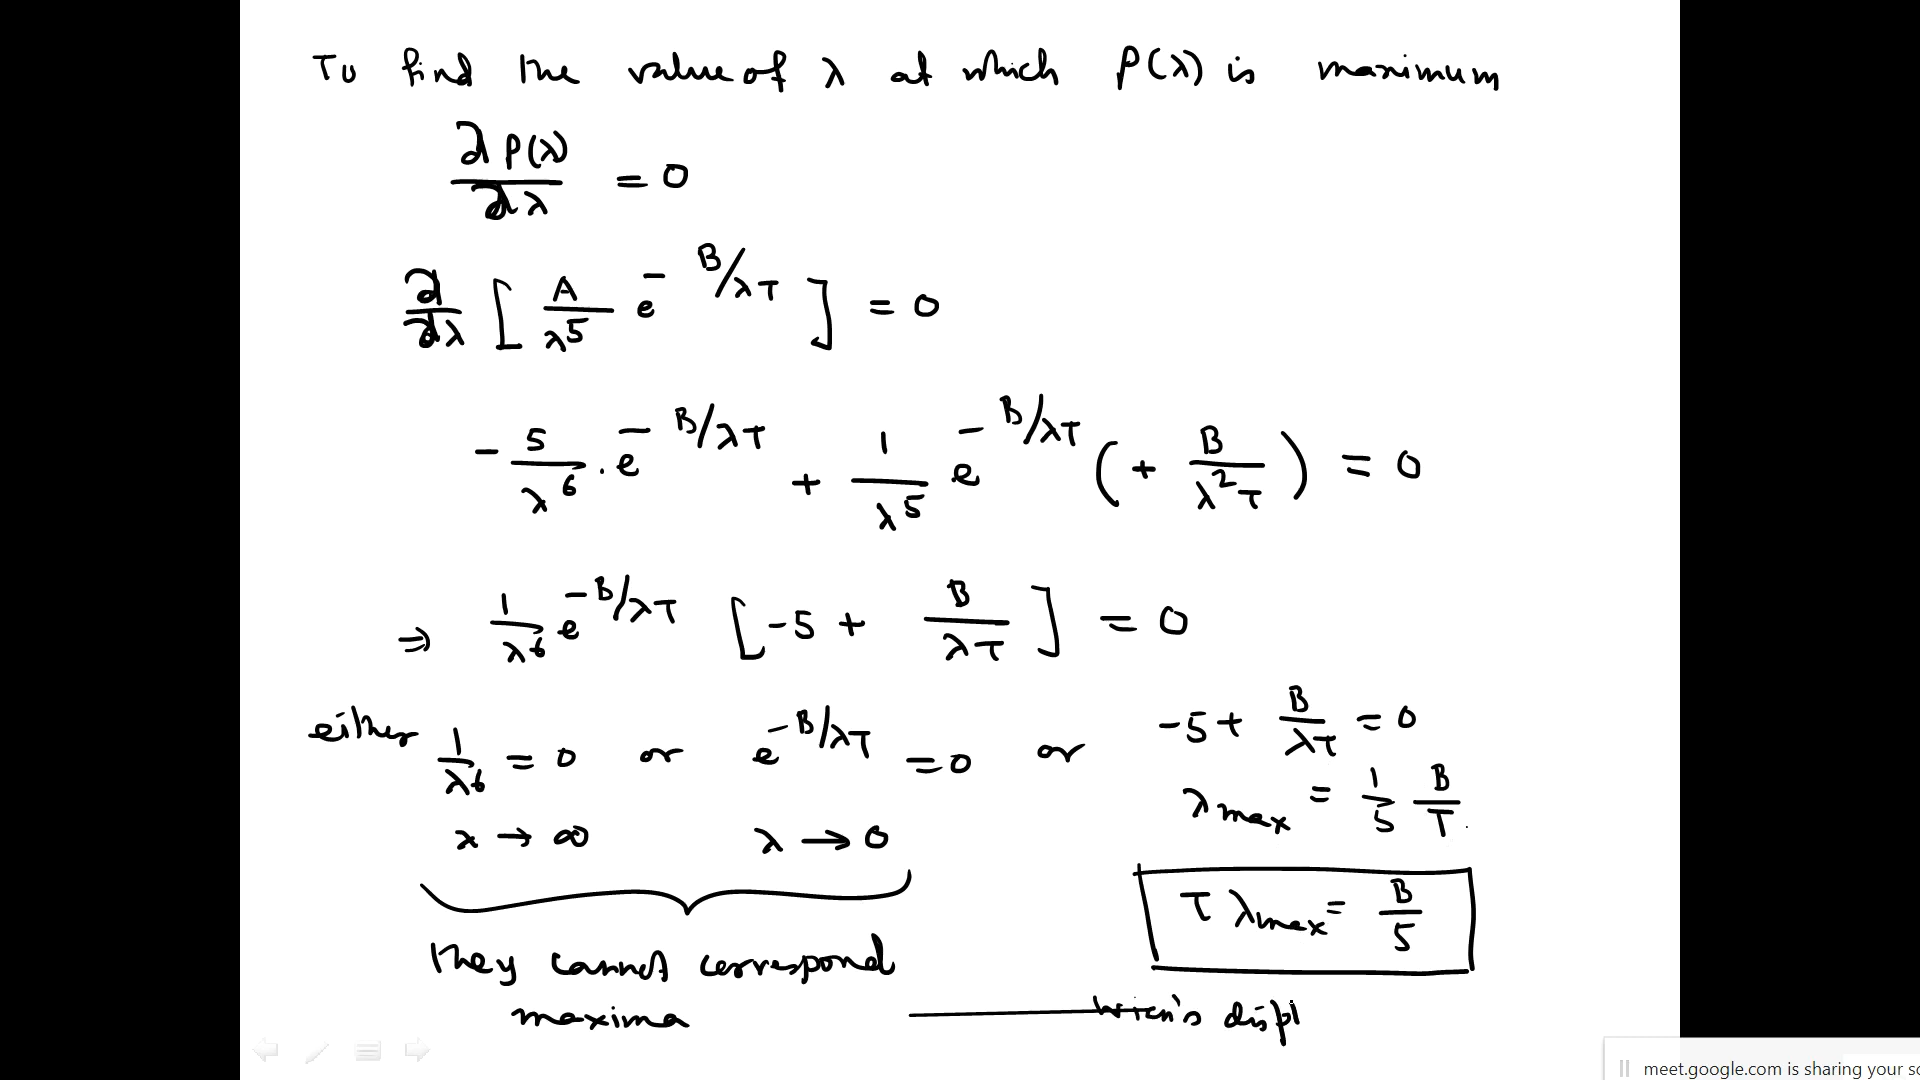 To find the value of λ at which P(λ) is maximum
∂P(λ)/∂λ = 0
∂/∂λ [ A/λ⁵ e^(-B/λT) ] = 0
-5/λ⁶ · e^(-B/λT) + 1/λ⁵ e^(-B/λT) (+ B/λ²T) = 0
⇒ 1/λ⁶ e^(-B/λT) [-5 + B/λT] = 0
either 1/λ⁶ = 0 or e^(-B/λT) = 0 or -5 + B/λT = 0
λ → ∞ λ → 0 λmax = 1/5 B/T
T λmax = B/5
they cannot correspond
maxima —— Wien's displ
meet.google.com is sharing your sc